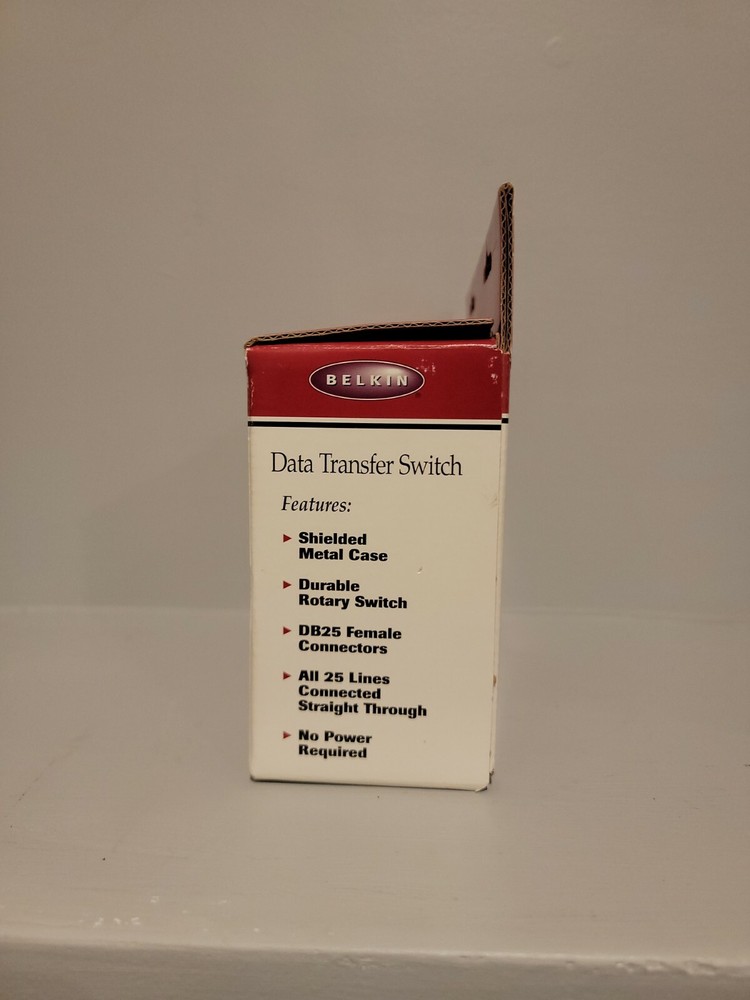 BELKIN
Data Transfer Switch
Features:
Shielded
Metal Case
Durable
Rotary Switch
DB25 Female
Connectors
All 25 Lines
Connected
Straight Through
No Power
Required